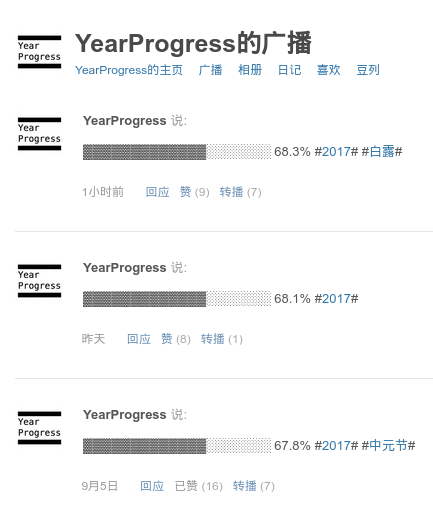 Year
Progress
YearProgress的广播
YearProgress的主页 广播 相册 日记 喜欢 豆列
Year
Progress
YearProgress 说:
▓▓▓▓▓▓▓▓▓▓▓▓▓░░░░░░░ 68.3% #2017# #白露#
1小时前 回应 赞 (9) 转播 (7)
Year
Progress
YearProgress 说:
▓▓▓▓▓▓▓▓▓▓▓▓▓░░░░░░░ 68.1% #2017#
昨天 回应 赞 (8) 转播 (1)
Year
Progress
YearProgress 说:
▓▓▓▓▓▓▓▓▓▓▓▓▓░░░░░░░ 67.8% #2017# #中元节#
9月5日 回应 已赞 (16) 转播 (7)